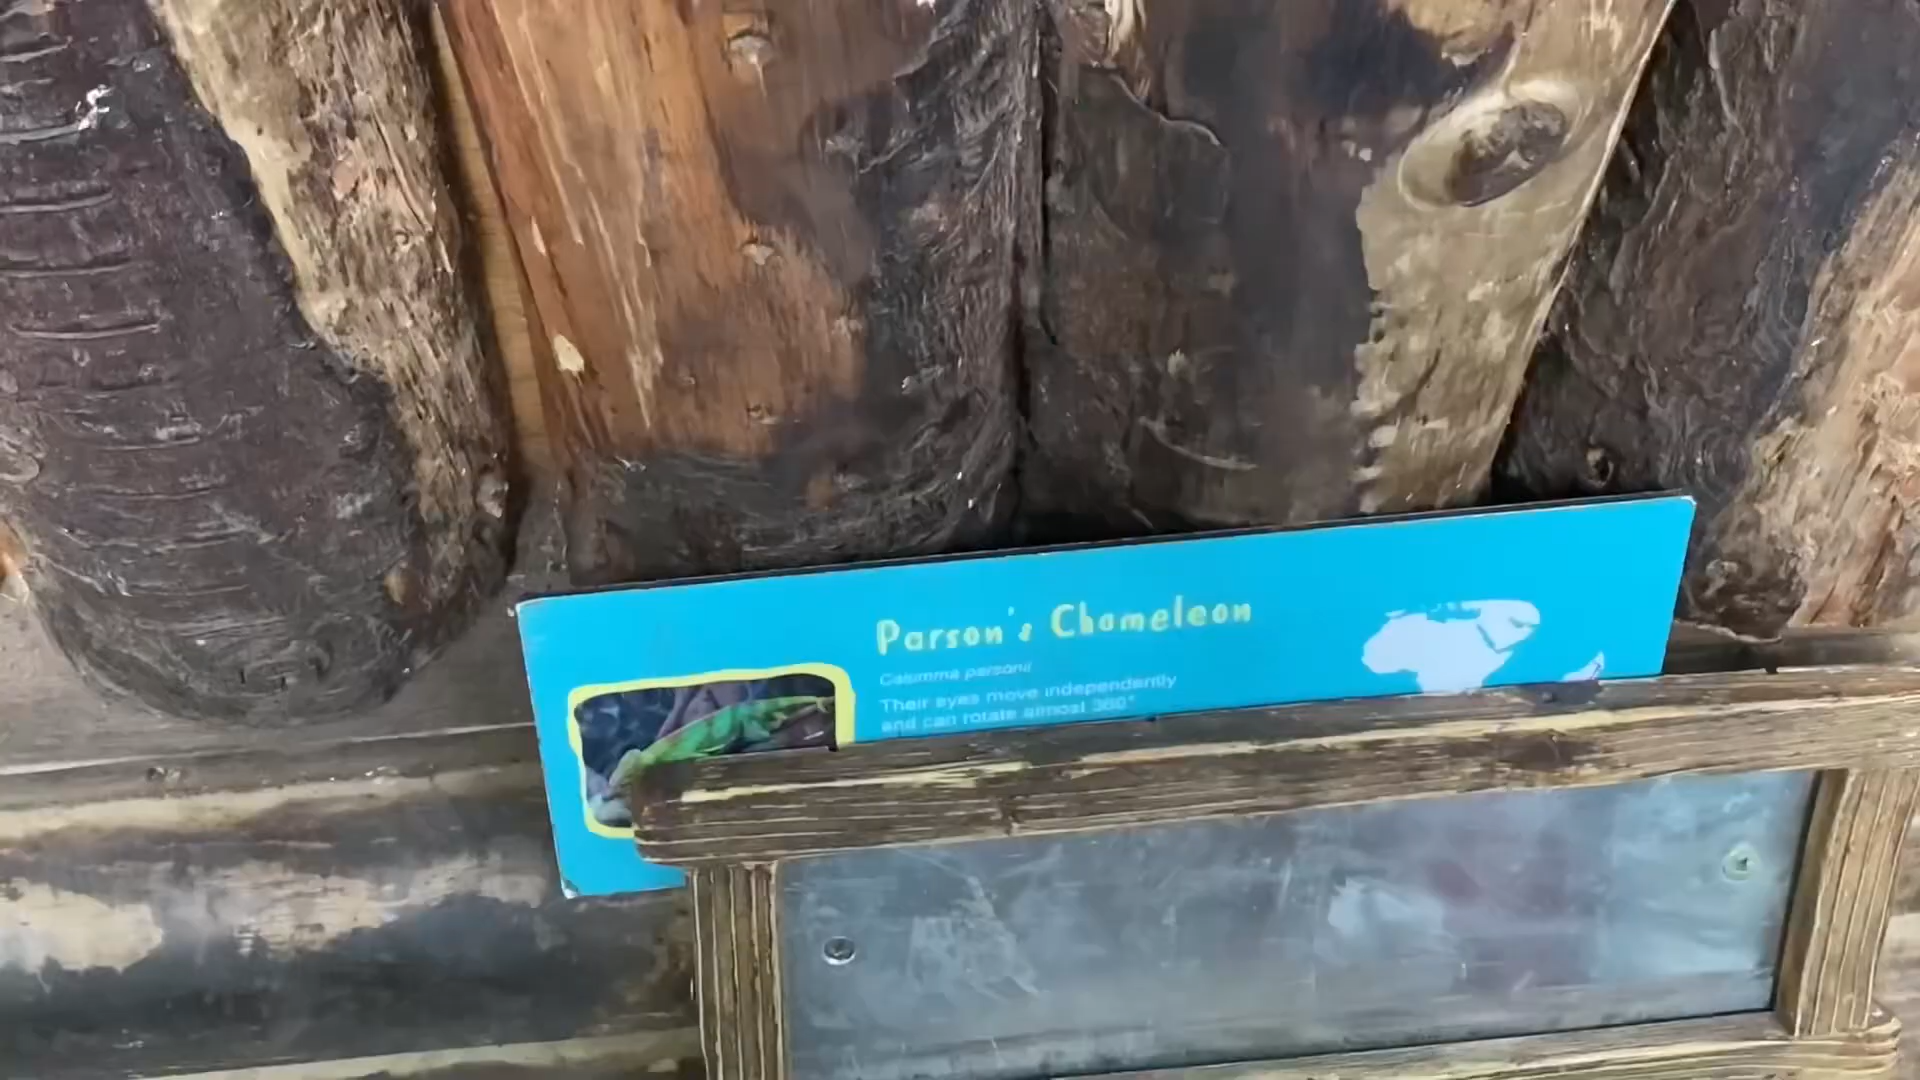 Parson's Chameleon
Calumma parsonii
Their eyes move independently
and can rotate almost 360°